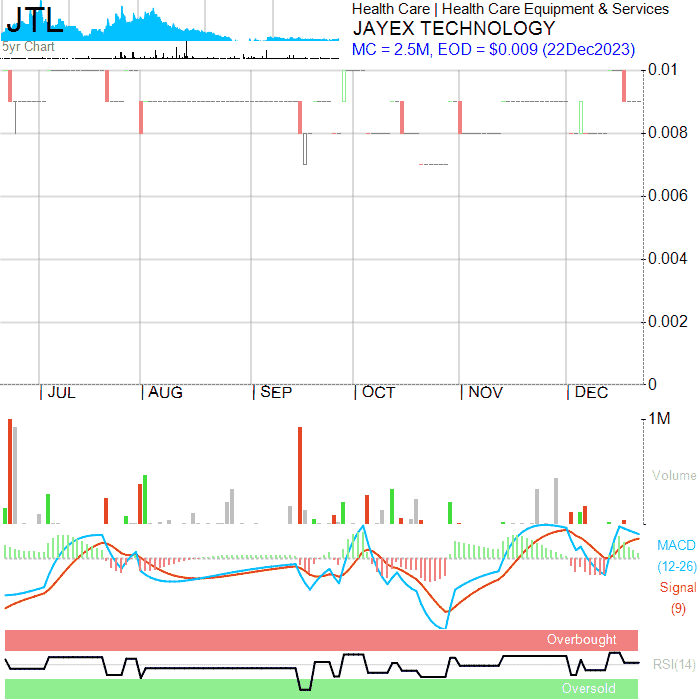 JTL
5yr Chart
Health Care | Health Care Equipment & Services
JAYEX TECHNOLOGY
MC = 2.5M, EOD = $0.009 (22Dec2023)
0.01
0.008
0.006
0.004
0.002
0
JUL AUG SEP OCT NOV DEC
1M
Volume
MACD
(12-26)
Signal
(9)
Overbought
RSI(14)
Oversold